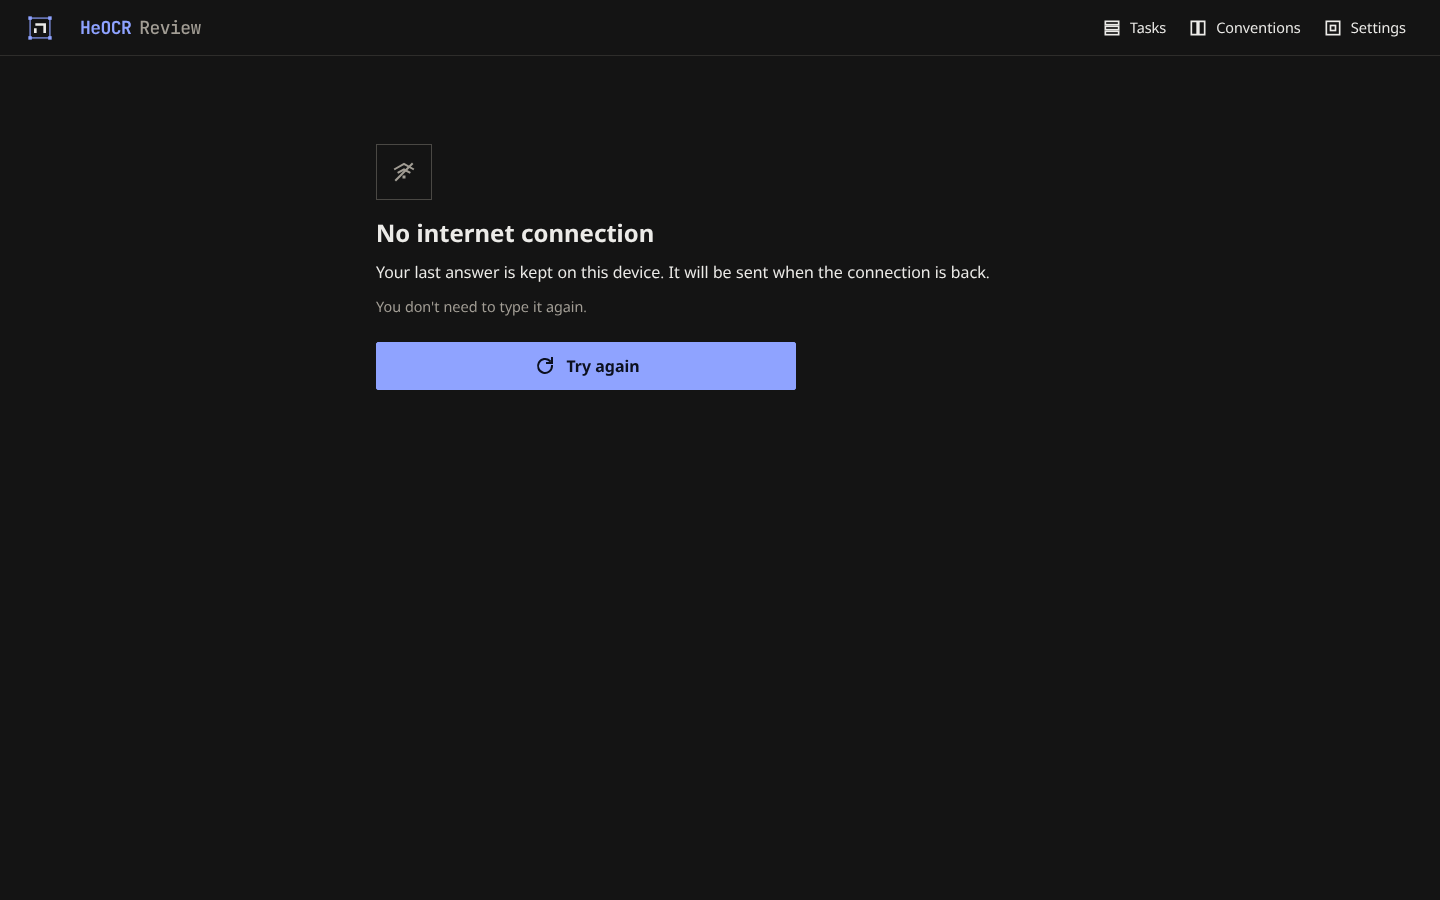 HeOCR Review
Tasks
Conventions
Settings
No internet connection
Your last answer is kept on this device. It will be sent when the connection is back.
You don't need to type it again.
Try again